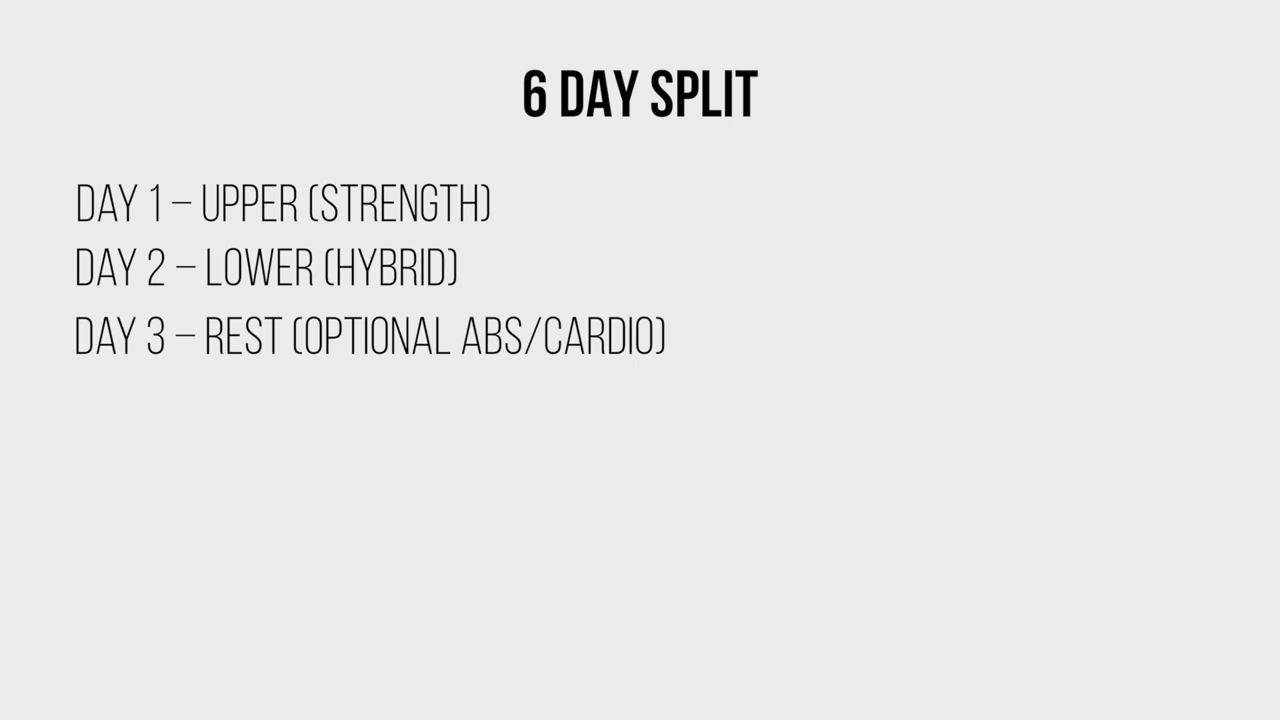 6 DAY SPLIT
DAY 1 – UPPER (STRENGTH)
DAY 2 – LOWER (HYBRID)
DAY 3 – REST (OPTIONAL ABS/CARDIO)